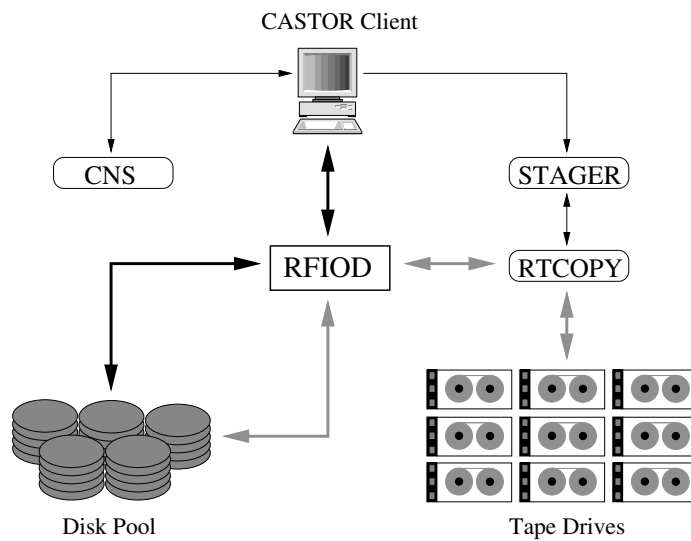 CASTOR Client
CNS
STAGER
RFIOD
RTCOPY
Disk Pool
Tape Drives